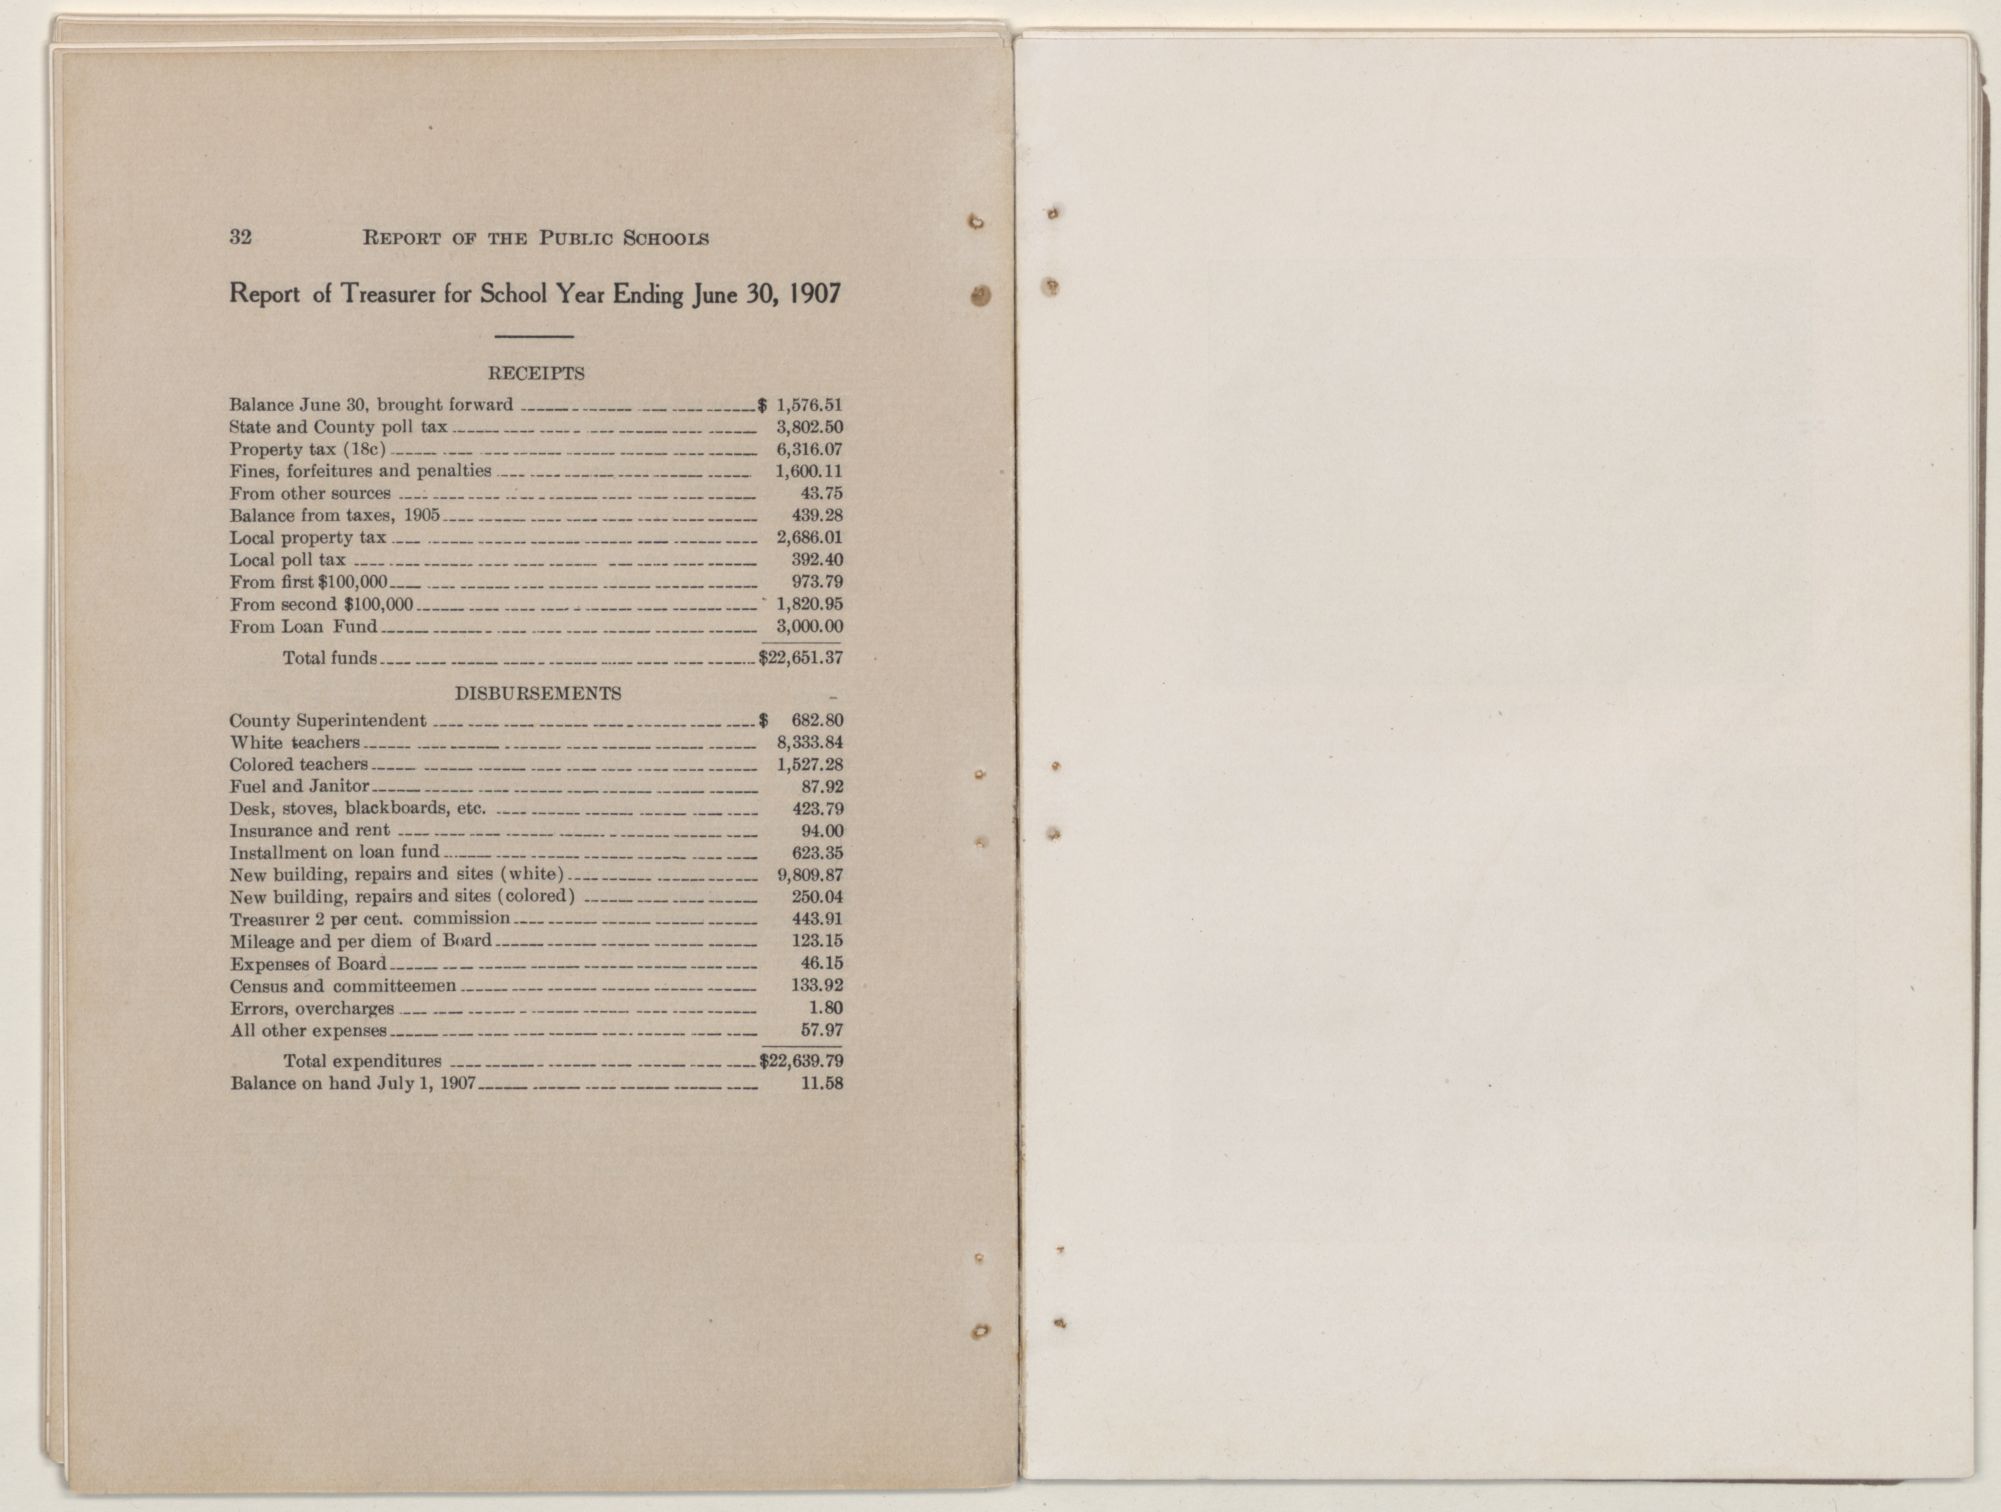 32 REPORT OF THE PUBLIC SCHOOLS
Report of Treasurer for School Year Ending June 30, 1907
RECEIPTS
Balance June 30, brought forward $ 1,576.51
State and County poll tax 3,802.50
Property tax (18c) 6,316.07
Fines, forfeitures and penalties 1,600.11
From other sources 43.75
Balance from taxes, 1905 439.28
Local property tax 2,686.01
Local poll tax 392.40
From first $100,000 973.79
From second $100,000 1,820.95
From Loan Fund 3,000.00
Total funds $22,651.37
DISBURSEMENTS
County Superintendent $ 682.80
White teachers 8,333.84
Colored teachers 1,527.28
Fuel and Janitor 87.92
Desk, stoves, blackboards, etc. 423.79
Insurance and rent 94.00
Installment on loan fund 623.35
New building, repairs and sites (white) 9,809.87
New building, repairs and sites (colored) 250.04
Treasurer 2 per cent. commission 443.91
Mileage and per diem of Board 123.15
Expenses of Board 46.15
Census and committeemen 133.92
Errors, overcharges 1.80
All other expenses 57.97
Total expenditures $22,639.79
Balance on hand July 1, 1907 11.58